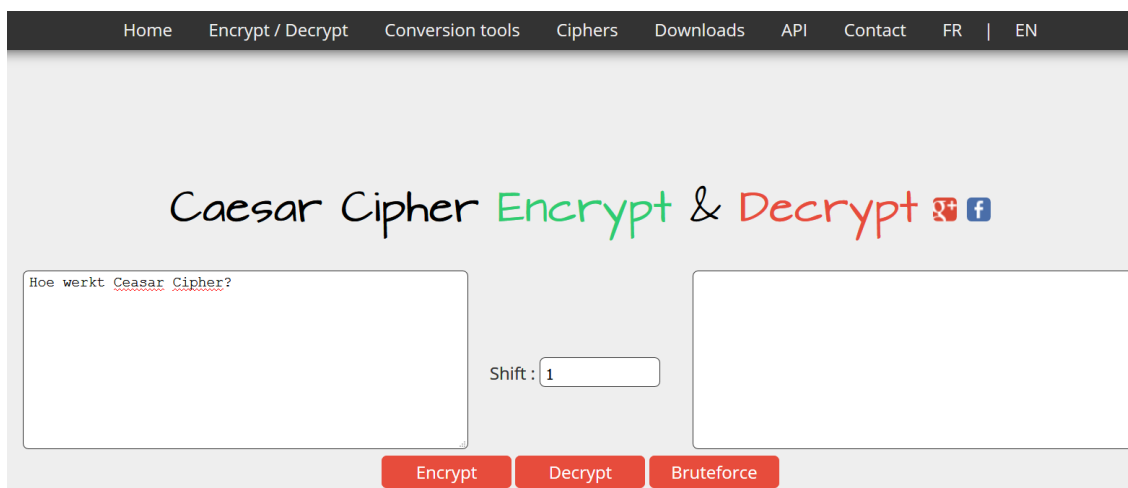 Home Encrypt / Decrypt Conversion tools Ciphers Downloads API Contact FR | EN
Caesar Cipher Encrypt & Decrypt g+ f
Hoe werkt Ceasar Cipher?
Shift : 1
Encrypt Decrypt Bruteforce